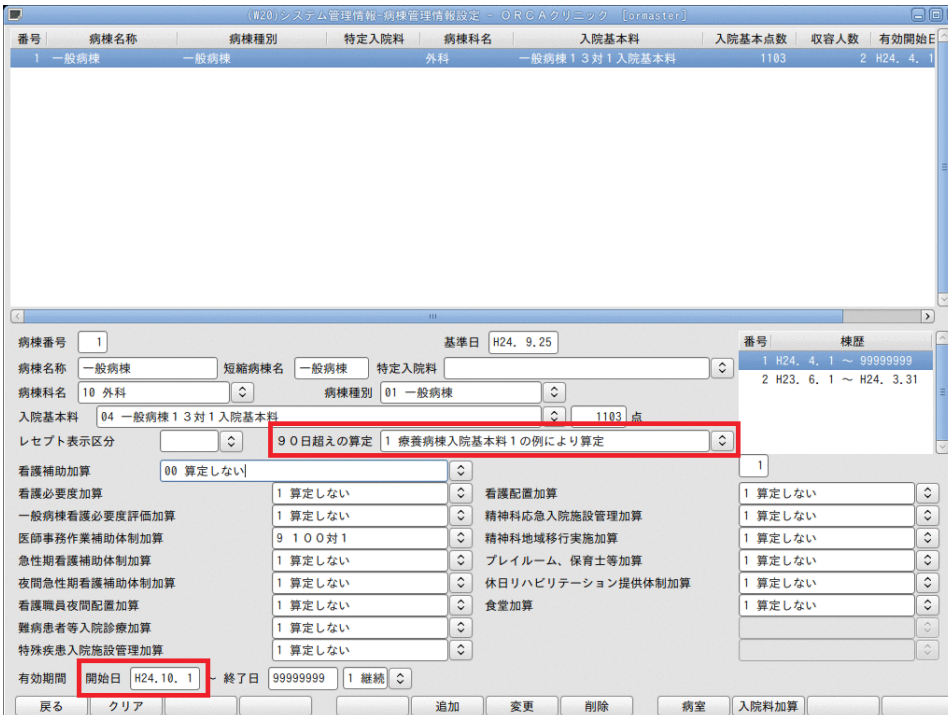 (W20)システム管理情報-病棟管理情報設定 - ORCAクリニック [ormaster]
番号 病棟名称 病棟種別 特定入院料 病棟科名 入院基本料 入院基本点数 収容人数 有効開始日
1 一般病棟 一般病棟 外科 一般病棟13対1入院基本料 1103 2 H24. 4. 1
病棟番号 1 基準日 H24. 9.25 番号 棟歴
病棟名称 一般病棟 短縮病棟名 一般病棟 特定入院料 1 H24. 4. 1 ~ 99999999
病棟科名 10 外科 病棟種別 01 一般病棟 2 H23. 6. 1 ~ H24. 3.31
入院基本料 04 一般病棟13対1入院基本料 1103 点
レセプト表示区分 90日超えの算定 1 療養病棟入院基本料1の例により算定
看護補助加算 00 算定しない 1
看護必要度加算 1 算定しない 看護配置加算 1 算定しない
一般病棟看護必要度評価加算 1 算定しない 精神科応急入院施設管理加算 1 算定しない
医師事務作業補助体制加算 9 100対1 精神科地域移行実施加算 1 算定しない
急性期看護補助体制加算 1 算定しない プレイルーム、保育士等加算 1 算定しない
夜間急性期看護補助体制加算 1 算定しない 休日リハビリテーション提供体制加算 1 算定しない
看護職員夜間配置加算 1 算定しない 食堂加算 1 算定しない
難病患者等入院診療加算 1 算定しない
特殊疾患入院施設管理加算 1 算定しない
有効期間 開始日 H24.10. 1 ~ 終了日 99999999 1 継続
戻る クリア 追加 変更 削除 病室 入院料加算